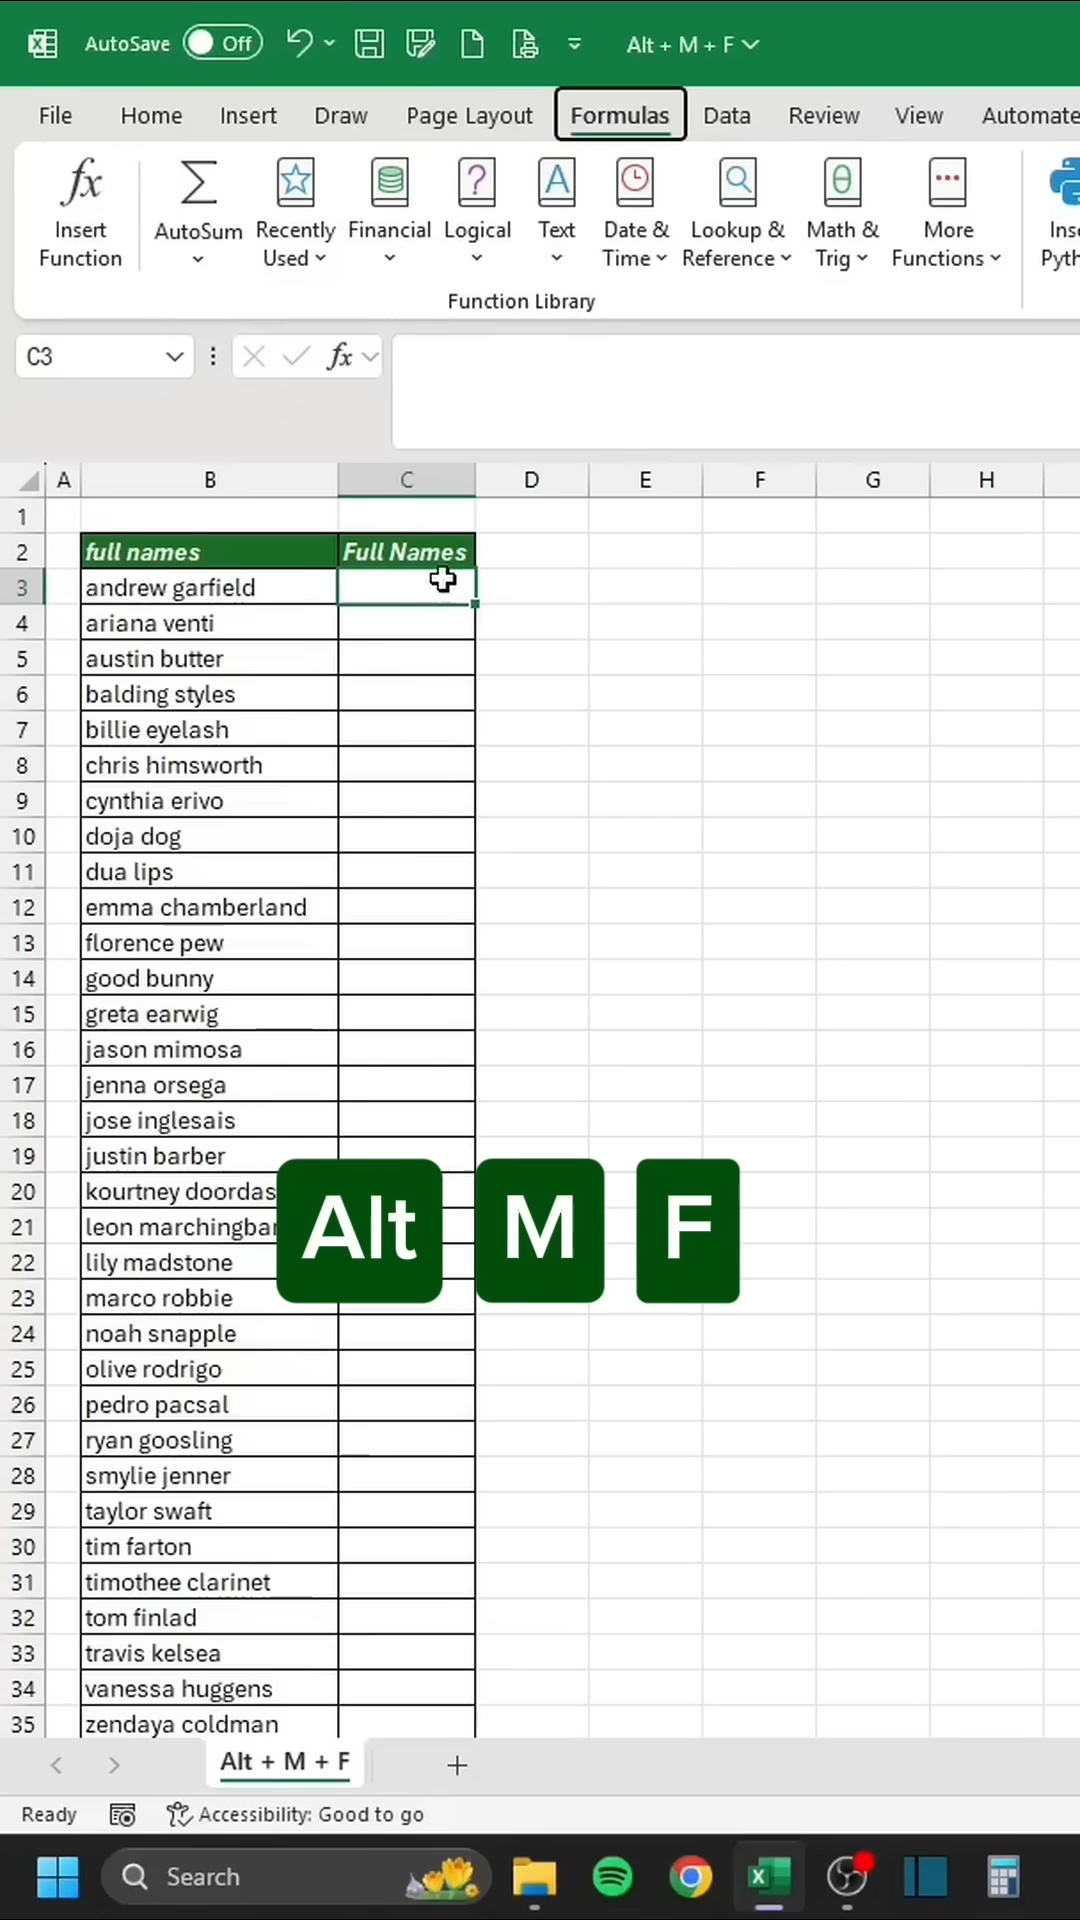 AutoSave Off Alt + M + F
File Home Insert Draw Page Layout Formulas Data Review View Automate
fx Σ ? A θ
Insert Function
AutoSum
Recently Used
Financial
Logical
Text
Date & Time
Lookup & Reference
Math & Trig
More Functions
Function Library
C3 fx
A B C D E F G H
1
2 full names Full Names
3 andrew garfield
4 ariana venti
5 austin butter
6 balding styles
7 billie eyelash
8 chris himsworth
9 cynthia erivo
10 doja dog
11 dua lips
12 emma chamberland
13 florence pew
14 good bunny
15 greta earwig
16 jason mimosa
17 jenna orsega
18 jose inglesais
19 justin barber
20 kourtney doordas
21 leon marchingbar
22 lily madstone
23 marco robbie
24 noah snapple
25 olive rodrigo
26 pedro pacsal
27 ryan goosling
28 smylie jenner
29 taylor swaft
30 tim farton
31 timothee clarinet
32 tom finlad
33 travis kelsea
34 vanessa huggens
35 zendaya coldman
Alt M F
Alt + M + F
Ready Accessibility: Good to go
Search